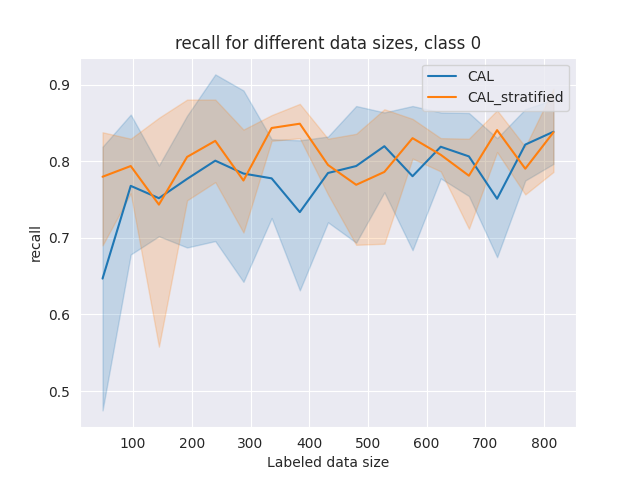 recall for different data sizes, class 0
CAL
CAL_stratified
0.9
0.8
0.7
0.6
0.5
recall
100 200 300 400 500 600 700 800
Labeled data size